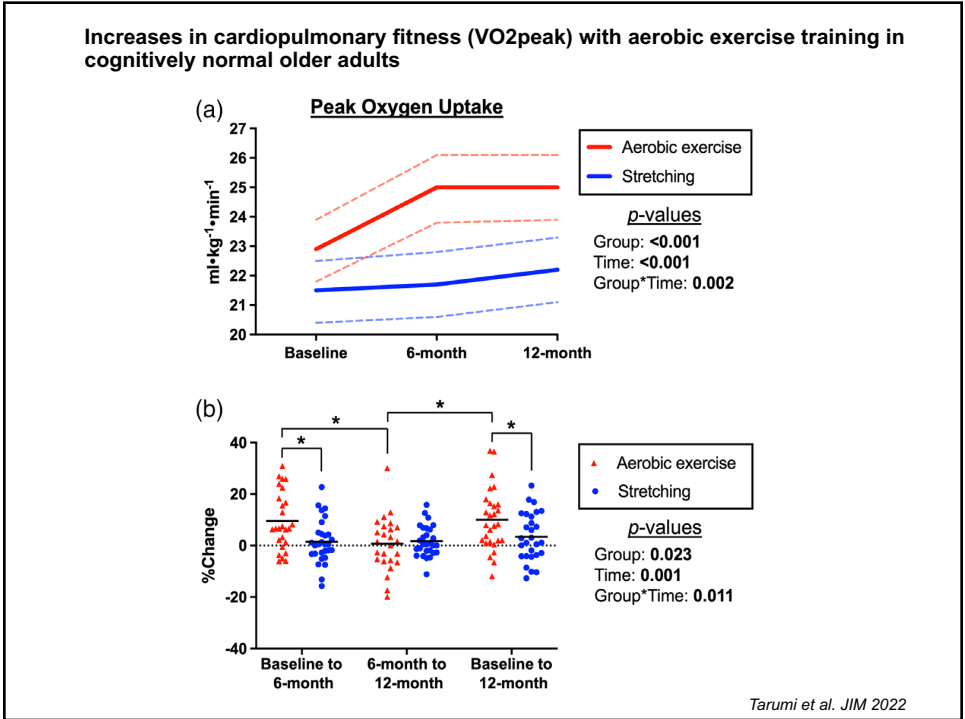 Increases in cardiopulmonary fitness (VO2peak) with aerobic exercise training in
cognitively normal older adults
(a)
Peak Oxygen Uptake
ml•kg⁻¹•min⁻¹
27
26
25
24
23
22
21
20
Baseline
6-month
12-month
Aerobic exercise
Stretching
p-values
Group: <0.001
Time: <0.001
Group*Time: 0.002
(b)
%Change
40
20
0
-20
-40
*
*
*
*
Baseline to
6-month
6-month to
12-month
Baseline to
12-month
Aerobic exercise
Stretching
p-values
Group: 0.023
Time: 0.001
Group*Time: 0.011
Tarumi et al. JIM 2022